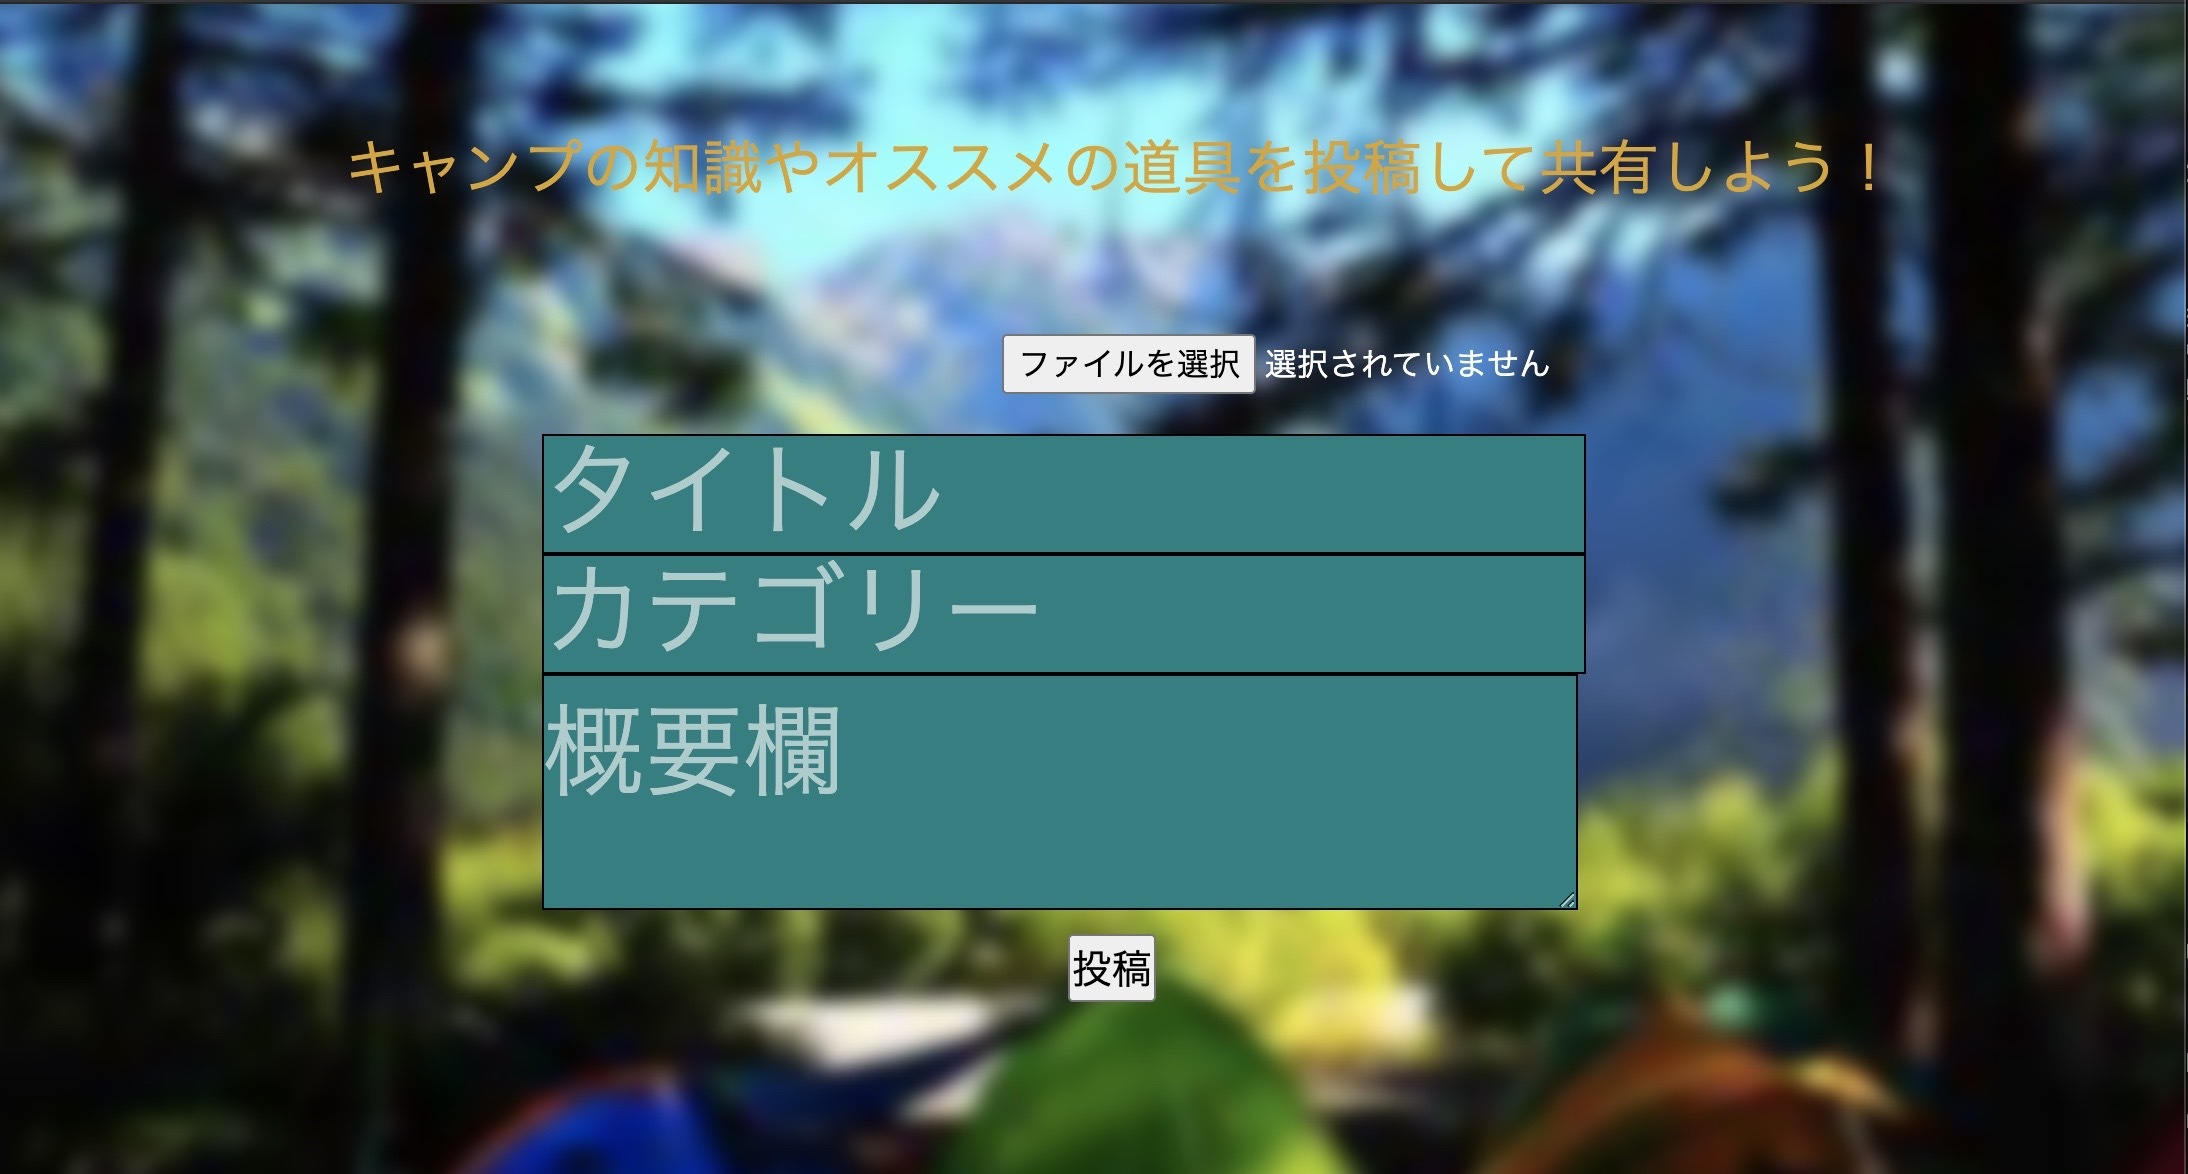 キャンプの知識やオススメの道具を投稿して共有しよう！
ファイルを選択 選択されていません
タイトル
カテゴリー
概要欄
投稿